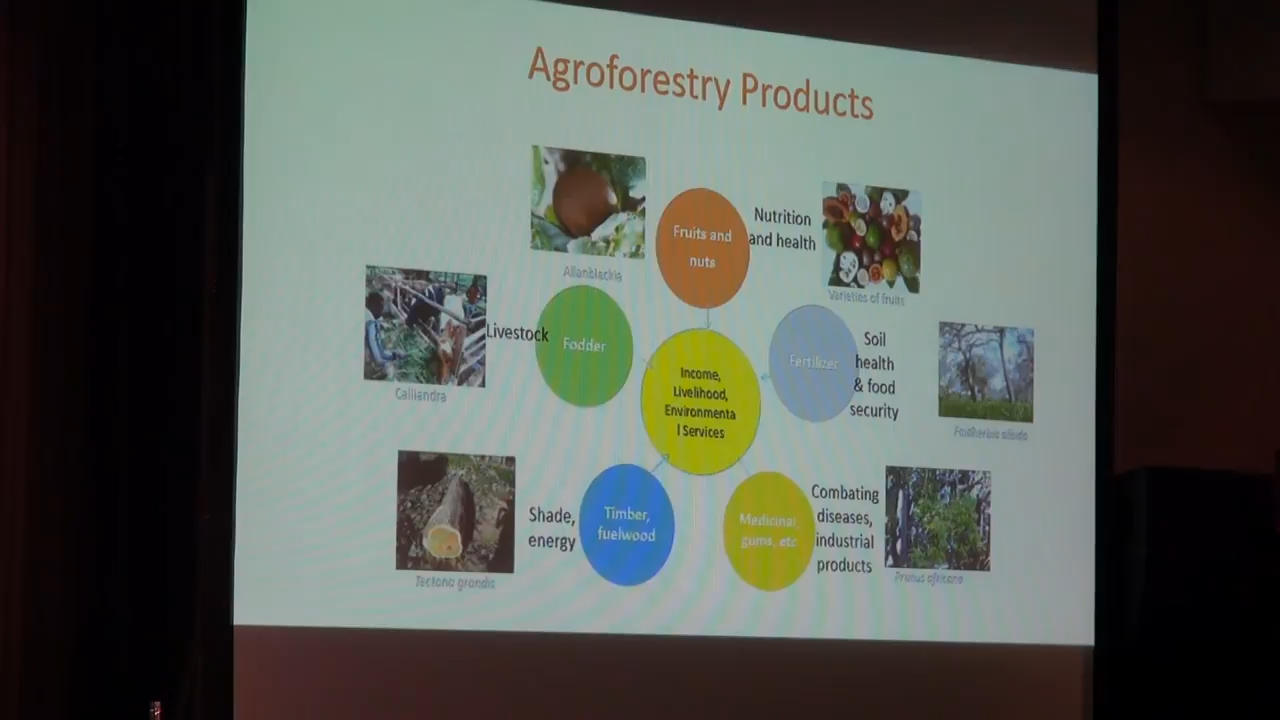 Agroforestry Products
Fruits and
nuts
Nutrition
and health
Allanblackia
Varieties of fruits
Livestock
Fodder
Calliandra
Income,
Livelihood,
Environmenta
l Services
Fertilizer
Soil
health
& food
security
Faidherbia albida
Shade,
energy
Timber,
fuelwood
Tectona grandis
Medicinal,
gums, etc
Combating
diseases,
industrial
products
Prunus africana